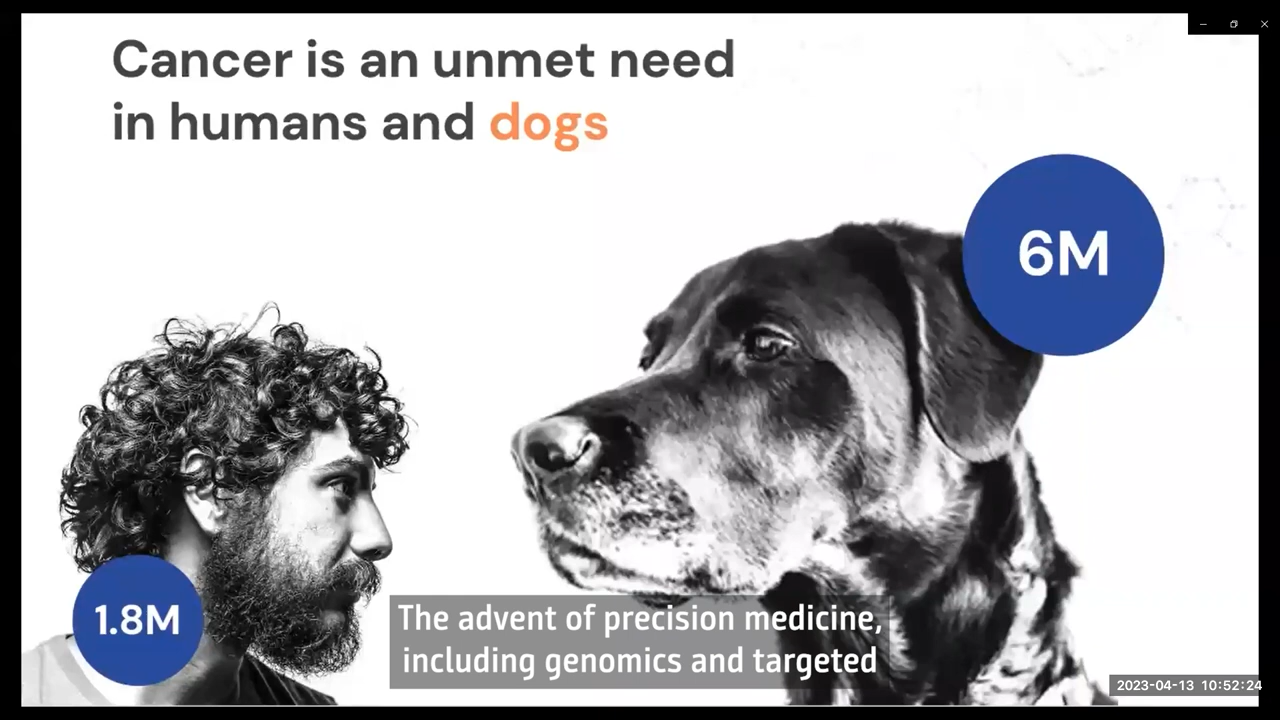 Cancer is an unmet need
in humans and dogs
6M
1.8M
The advent of precision medicine,
including genomics and targeted
2023-04-13 10:52:24